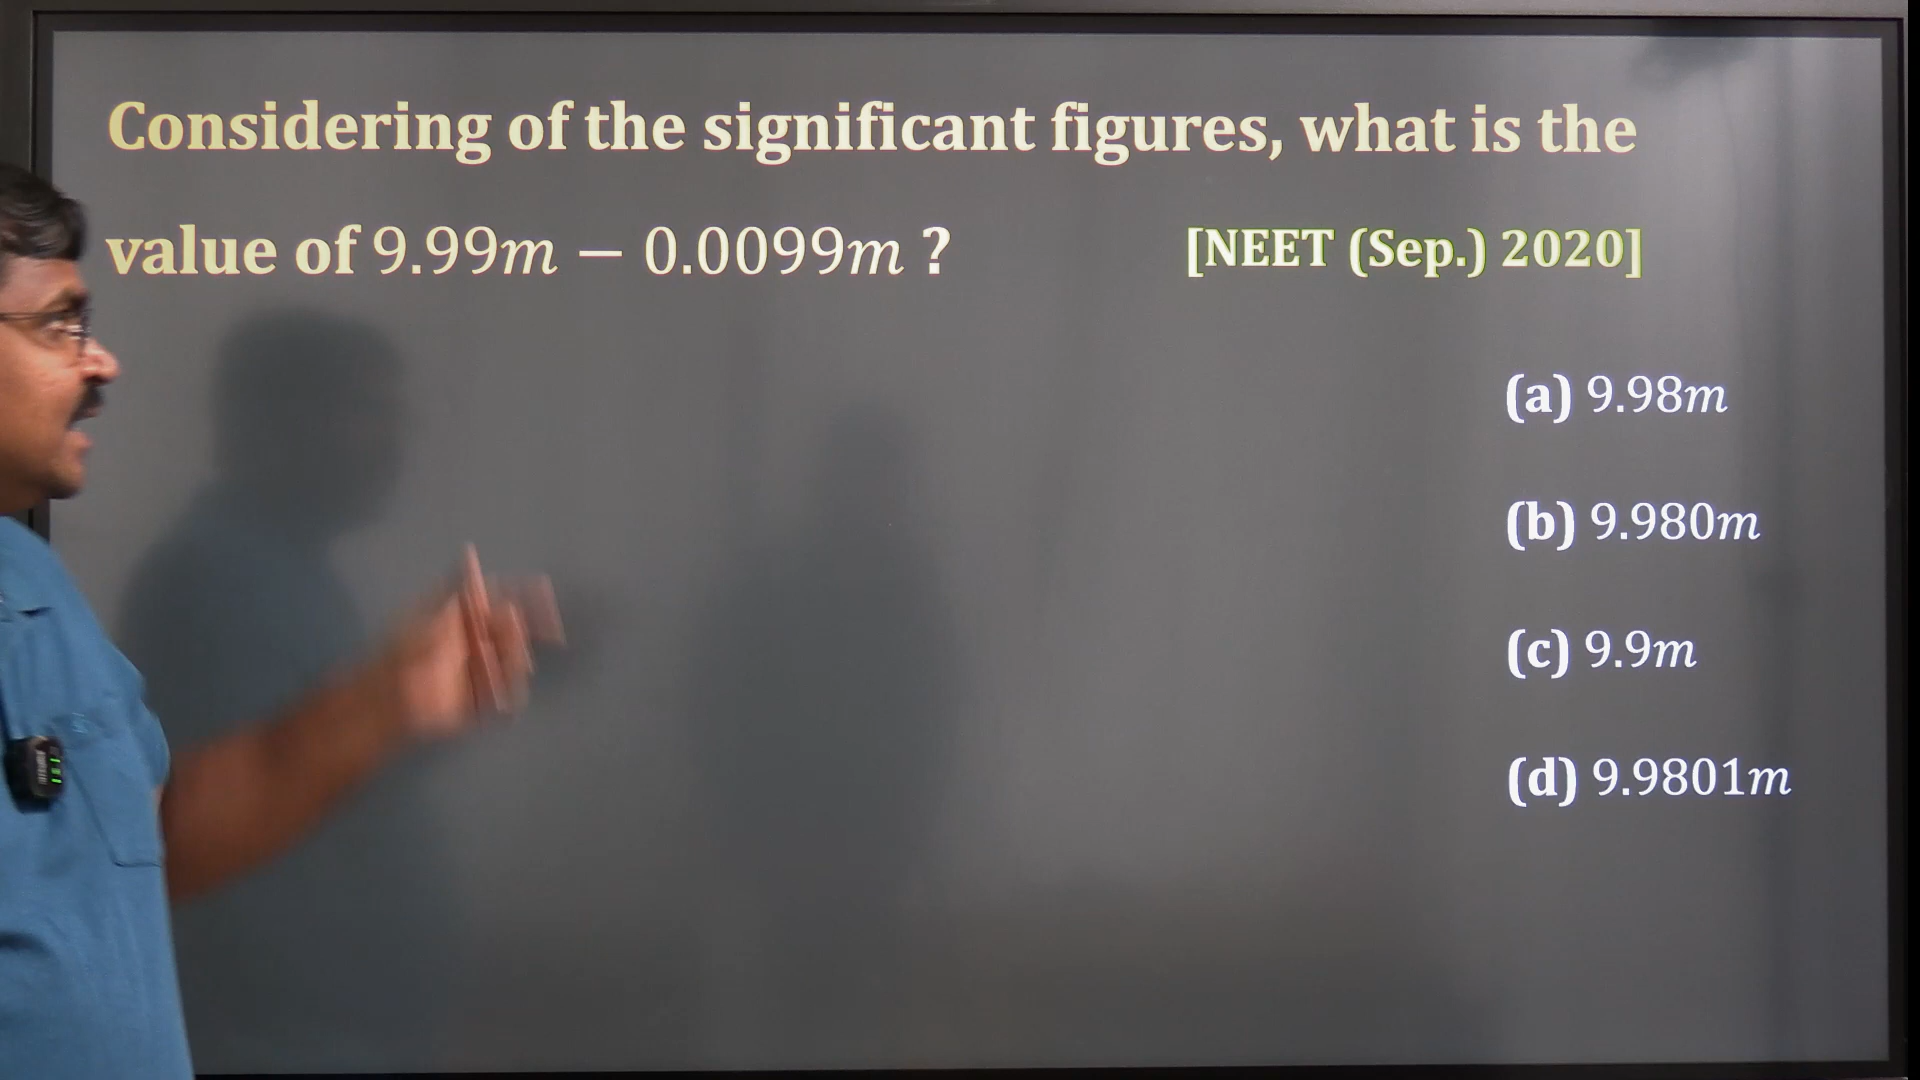 Considering of the significant figures, what is the
value of 9.99m − 0.0099m ? [NEET (Sep.) 2020]
(a) 9.98m
(b) 9.980m
(c) 9.9m
(d) 9.9801m